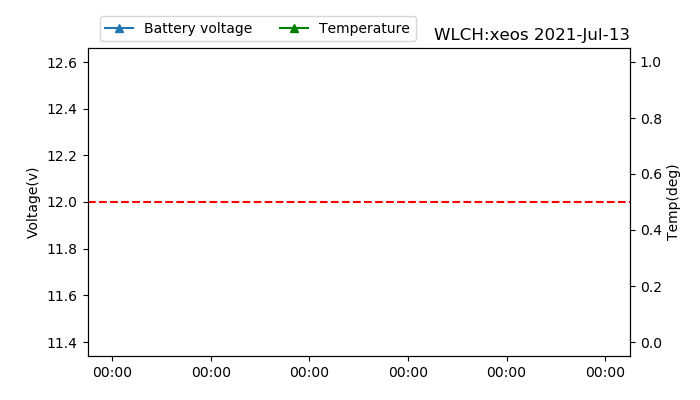 Battery voltage Temperature
WLCH:xeos 2021-Jul-13
12.6 1.0
12.4 0.8
12.2 0.6
12.0
11.8 0.4
11.6 0.2
11.4 0.0
Voltage(v)
Temp(deg)
00:00 00:00 00:00 00:00 00:00 00:00